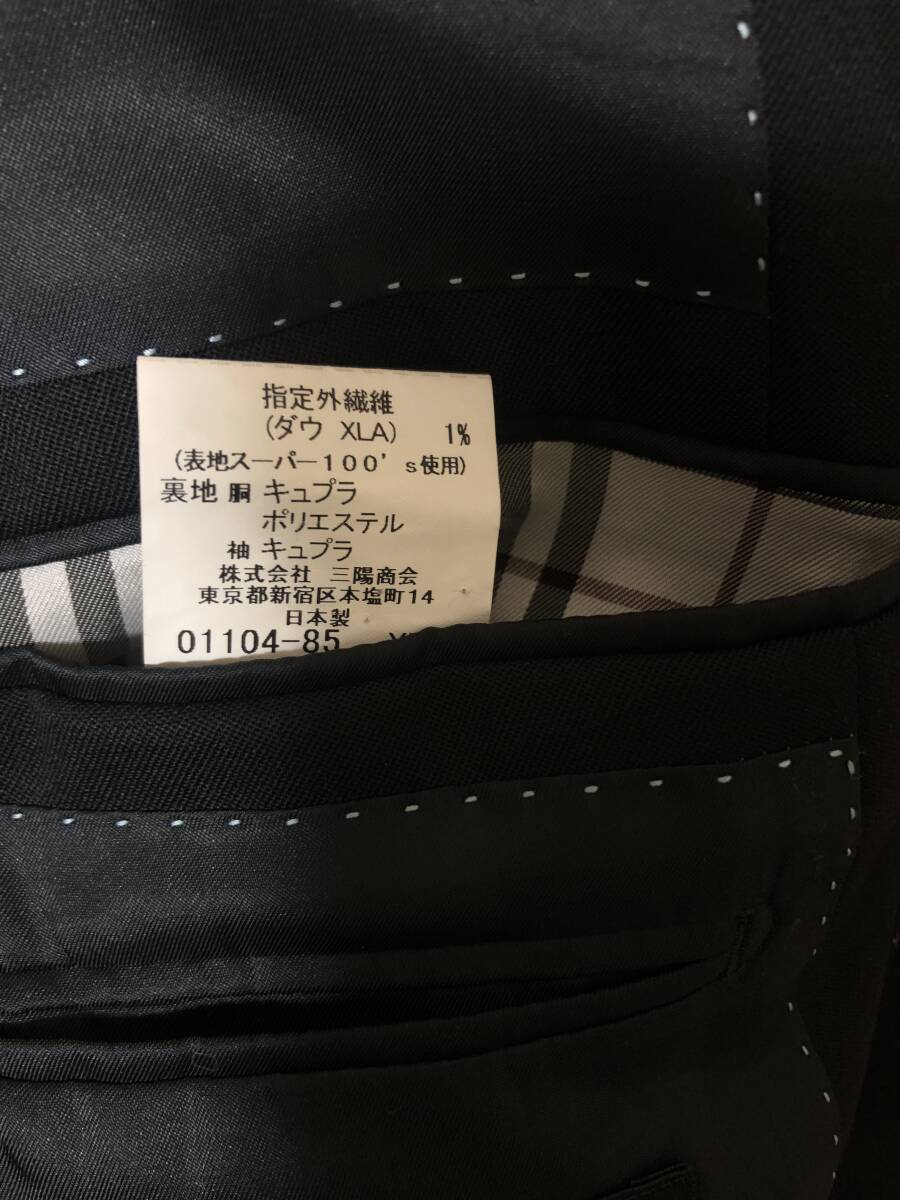 指定外繊維
(ダウ XLA) 1%
(表地スーパー100's使用)
裏地 胴 キュプラ
ポリエステル
袖 キュプラ
株式会社 三陽商会
東京都新宿区本塩町14
日本製
01104-85